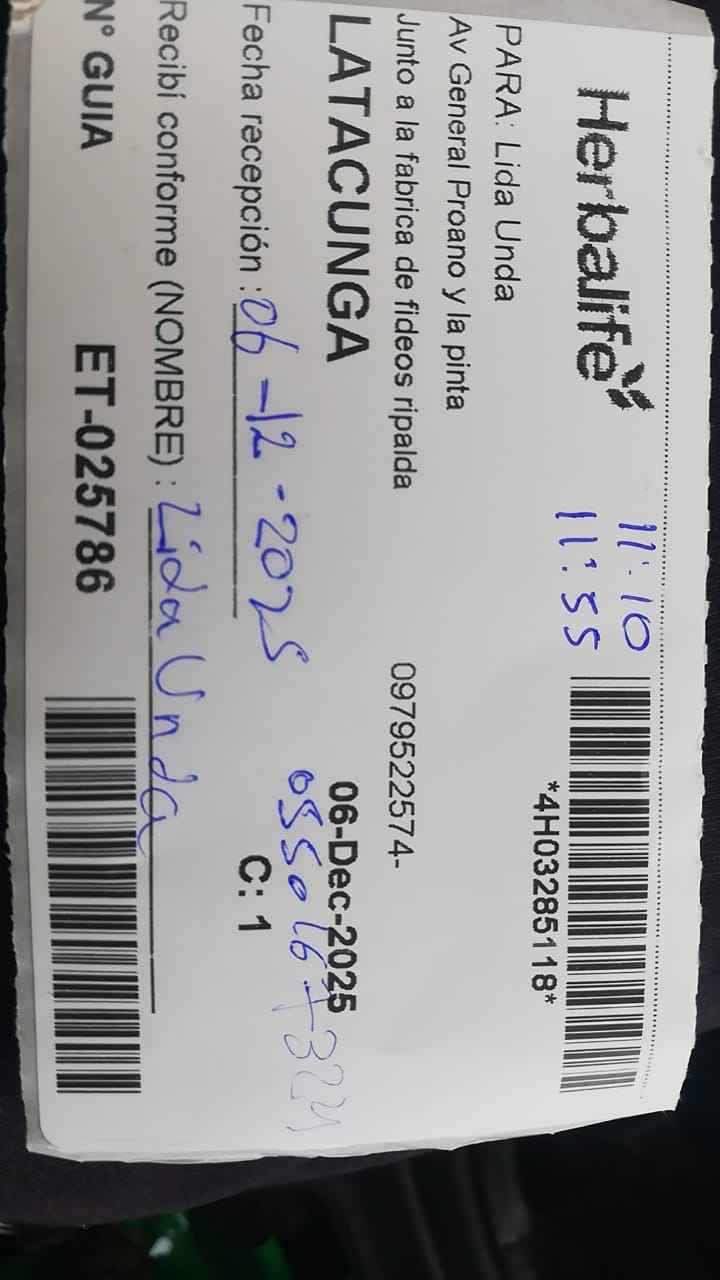 Herbalife
11:10
11:55
*4H03285118*
PARA: Lida Unda
Av General Proano y la pinta
Junto a la fabrica de fideos ripalda
0979522574-
LATACUNGA
06-Dec-2025
Fecha recepción : 06-12-2025
C: 1
Recibí conforme (NOMBRE) : Lida Unda
N° GUIA ET-025786